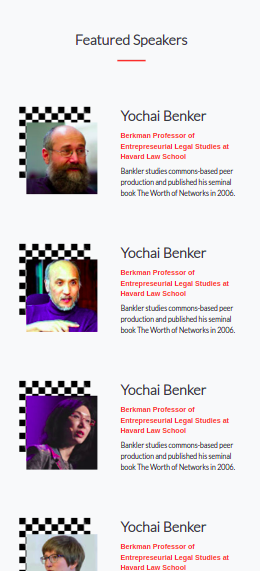 Featured Speakers
Yochai Benker
Berkman Professor of
Entrepreseurial Legal Studies at
Havard Law School
Bankler studies commons-based peer
production and published his seminal
book The Worth of Networks in 2006.
Yochai Benker
Berkman Professor of
Entrepreseurial Legal Studies at
Havard Law School
Bankler studies commons-based peer
production and published his seminal
book The Worth of Networks in 2006.
Yochai Benker
Berkman Professor of
Entrepreseurial Legal Studies at
Havard Law School
Bankler studies commons-based peer
production and published his seminal
book The Worth of Networks in 2006.
Yochai Benker
Berkman Professor of
Entrepreseurial Legal Studies at
Havard Law School